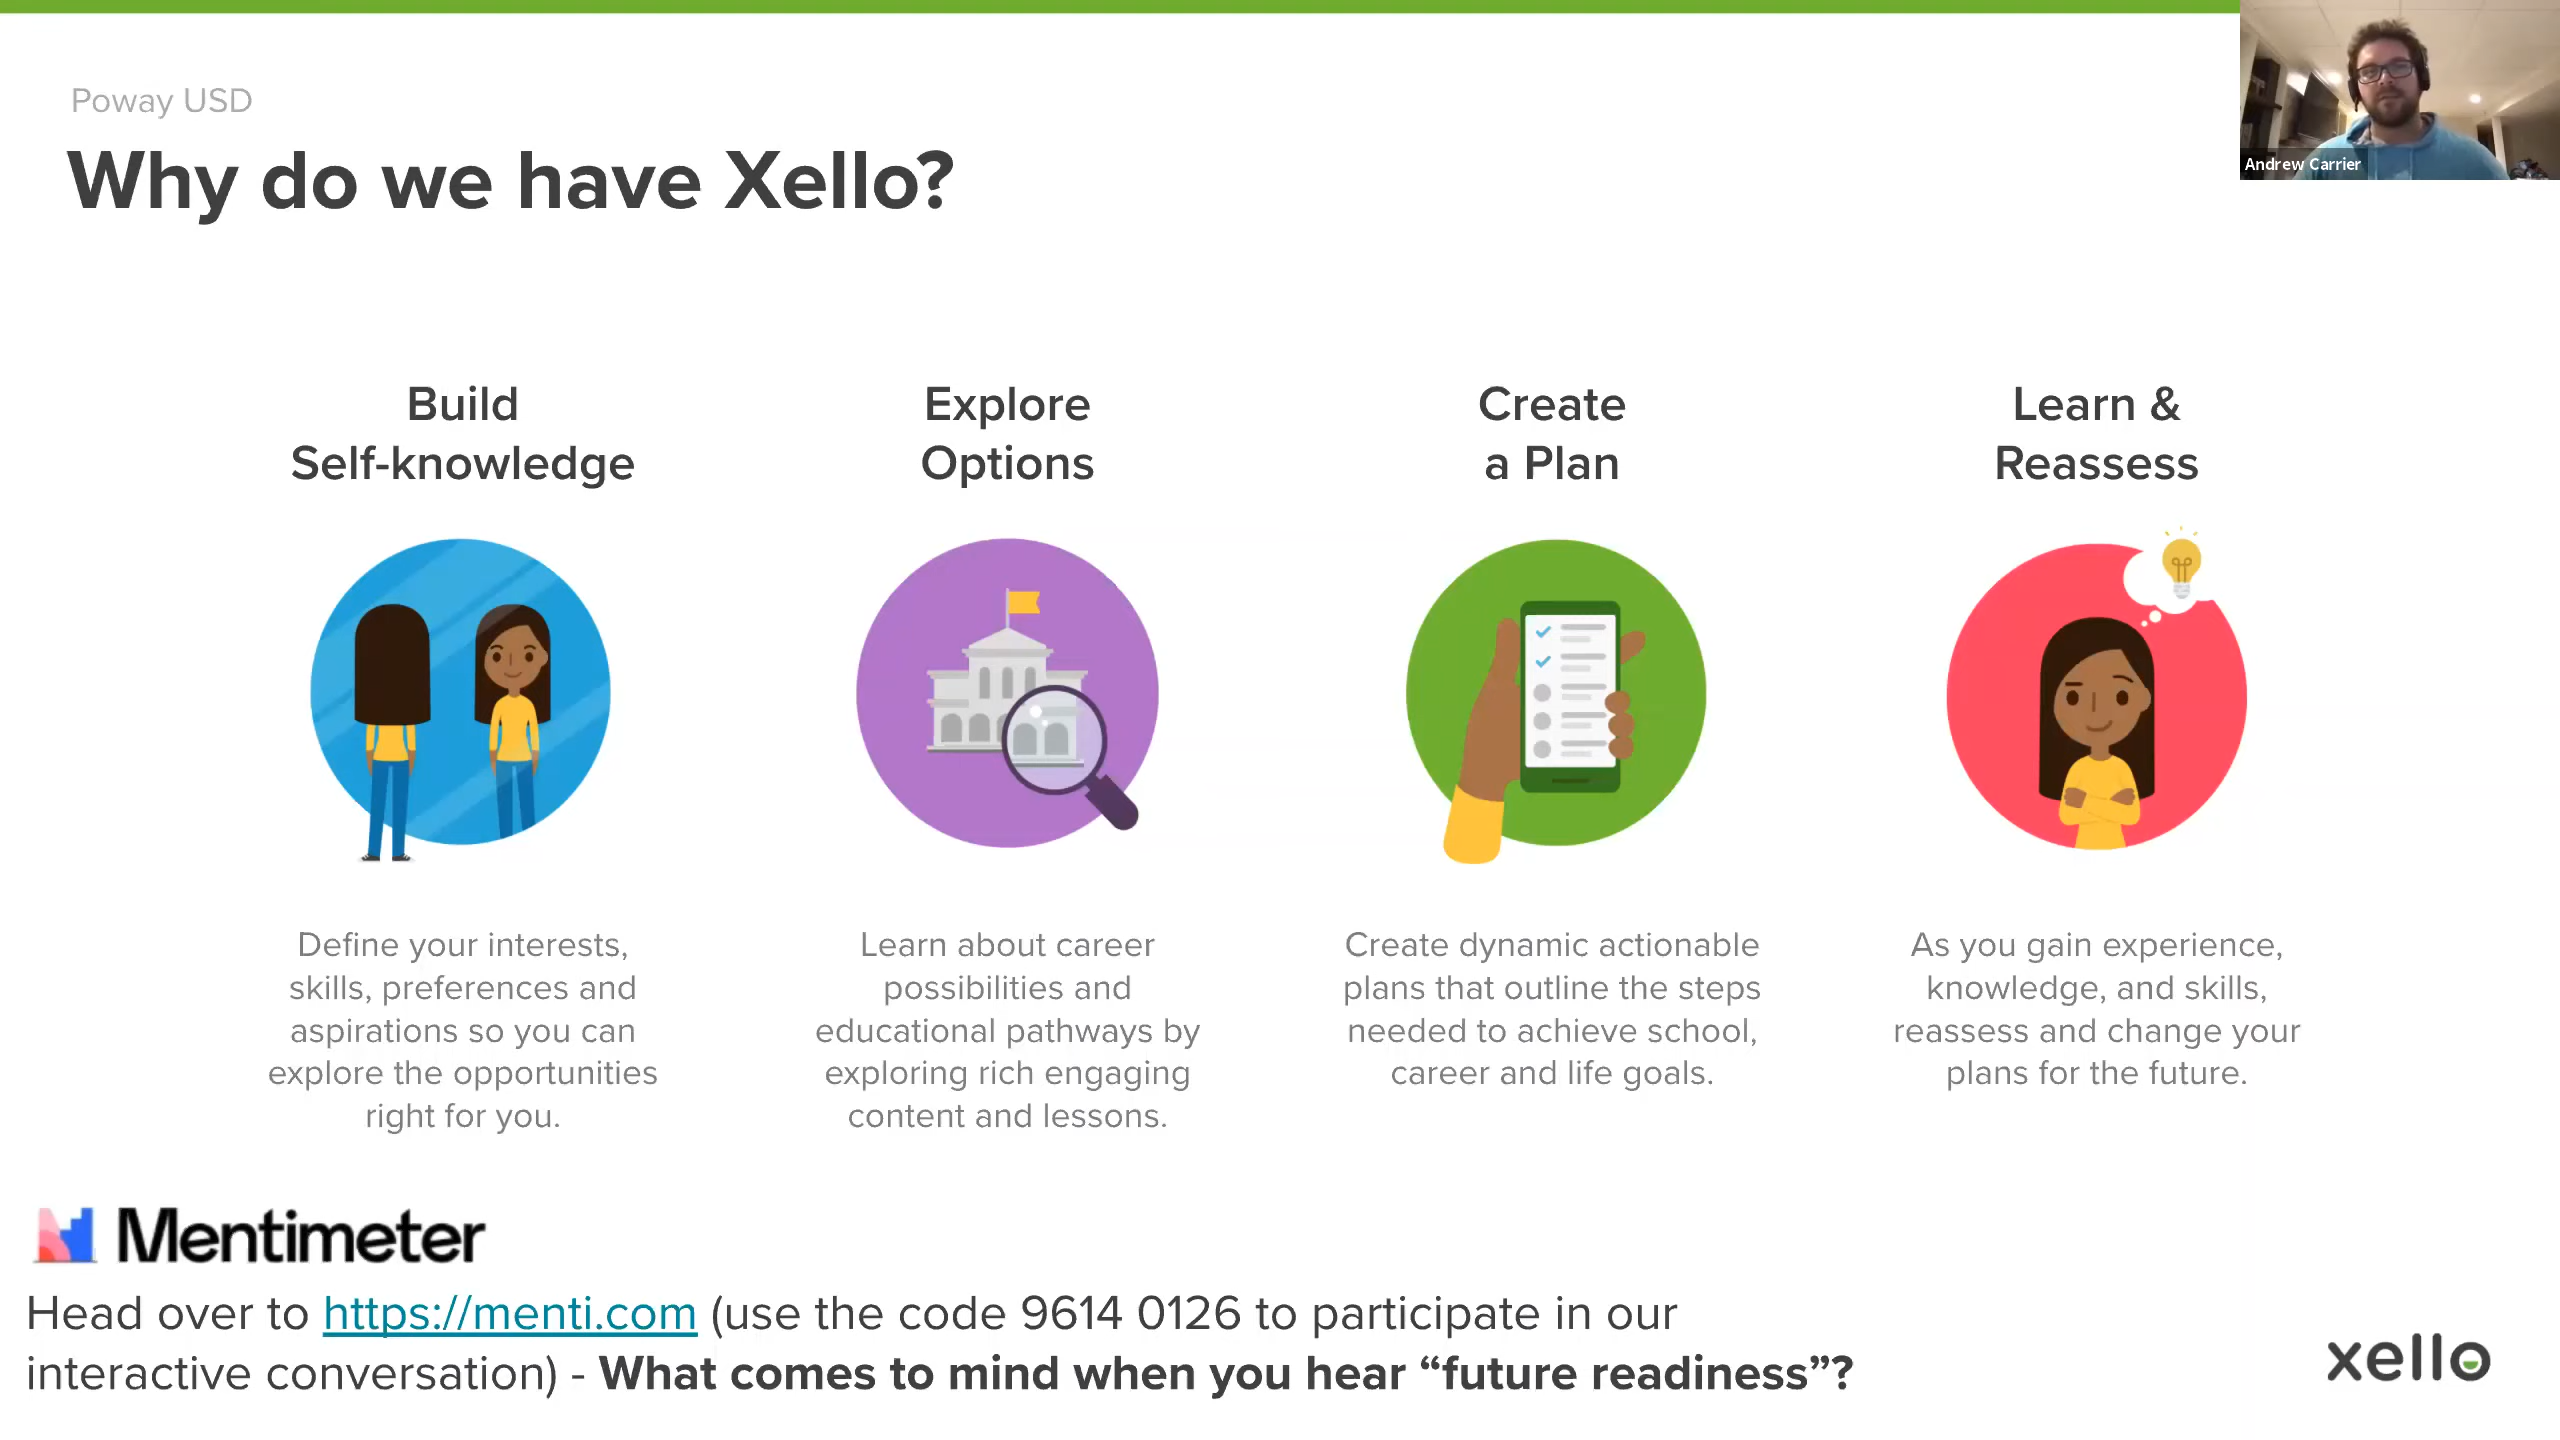 Poway USD
Why do we have Xello?
Andrew Carrier
Build
Self-knowledge
Define your interests,
skills, preferences and
aspirations so you can
explore the opportunities
right for you.
Explore
Options
Learn about career
possibilities and
educational pathways by
exploring rich engaging
content and lessons.
Create
a Plan
Create dynamic actionable
plans that outline the steps
needed to achieve school,
career and life goals.
Learn &
Reassess
As you gain experience,
knowledge, and skills,
reassess and change your
plans for the future.
Mentimeter
Head over to https://menti.com (use the code 9614 0126 to participate in our
interactive conversation) - What comes to mind when you hear “future readiness”?
xello